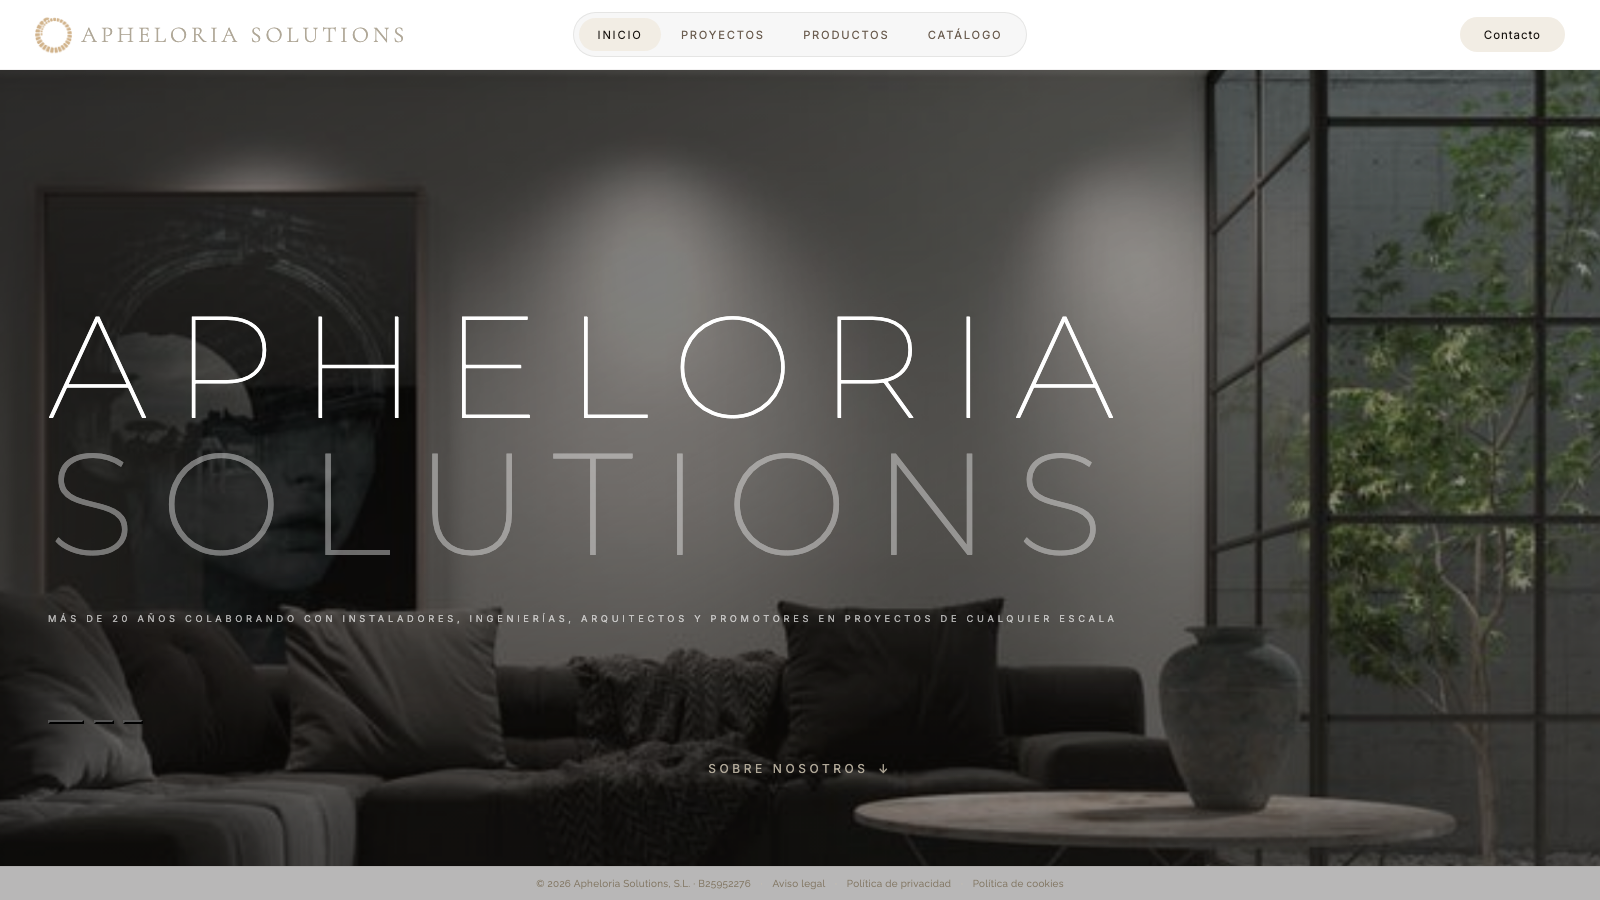 APHELORIA SOLUTIONS
INICIO
PROYECTOS
PRODUCTOS
CATÁLOGO
Contacto
APHELORIA
SOLUTIONS
MÁS DE 20 AÑOS COLABORANDO CON INSTALADORES, INGENIERÍAS, ARQUITECTOS Y PROMOTORES EN PROYECTOS DE CUALQUIER ESCALA
SOBRE NOSOTROS ↓
© 2026 Apheloria Solutions, S.L. · B25952276
Aviso legal
Política de privacidad
Política de cookies